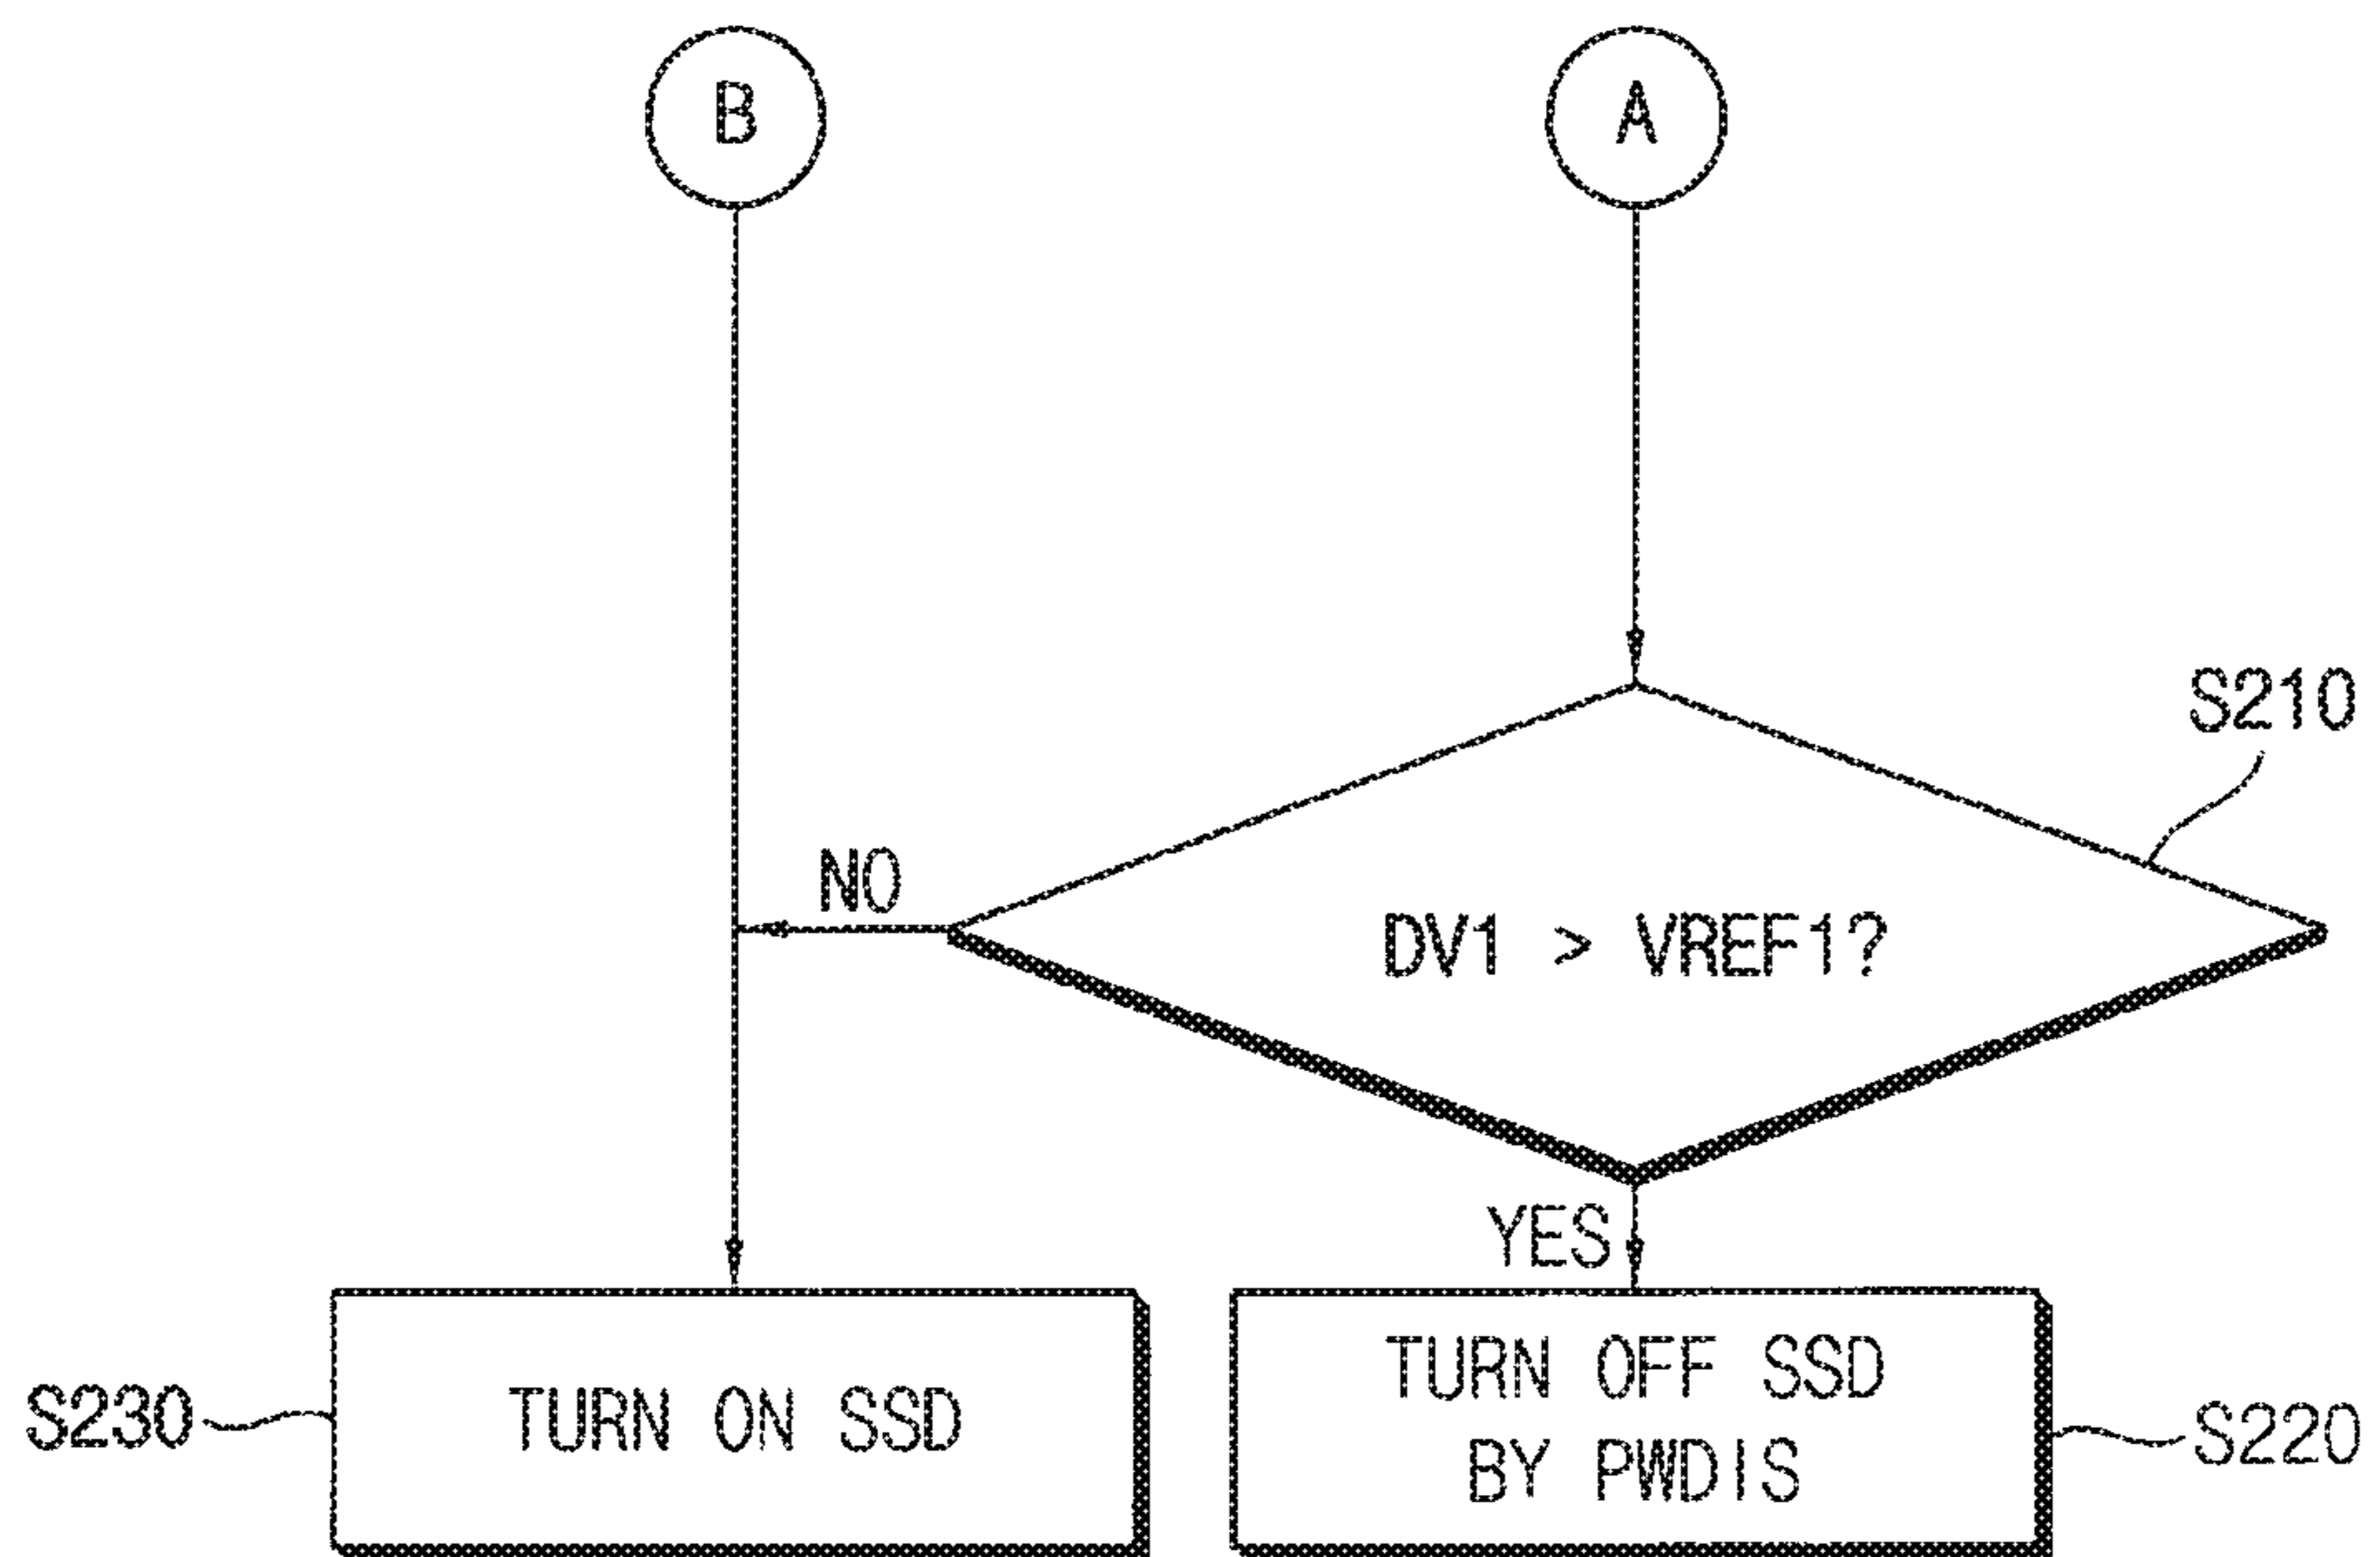 B
A
S210
NO
DV1 > VREF1?
YES
S230
TURN ON SSD
TURN OFF SSD
BY PWDIS
S220